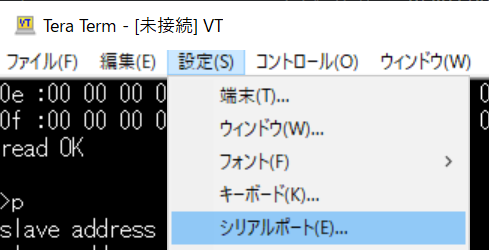 Tera Term - [未接続] VT
ファイル(F) 編集(E) 設定(S) コントロール(O) ウィンドウ(W)
0e :00 00 00 0
端末(T)...
0f :00 00 00 0
ウィンドウ(W)...
read OK
フォント(F)
キーボード(K)...
>p
slave address
シリアルポート(E)...